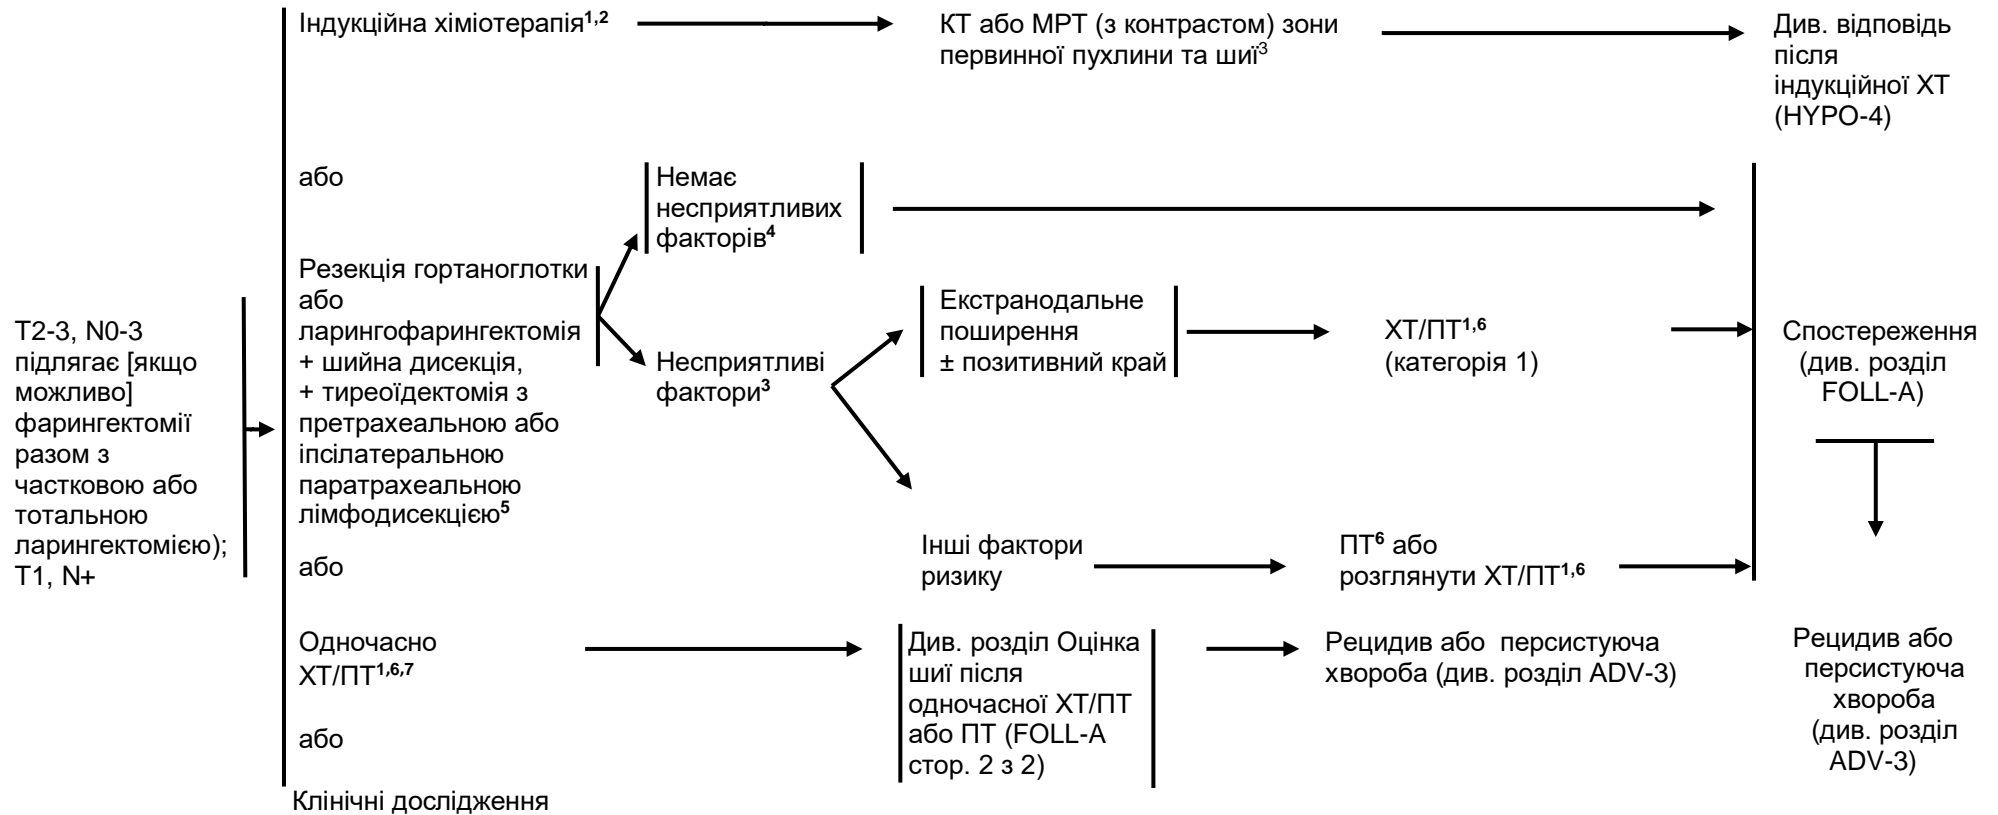 Т2-3, N0-3
підлягає [якщо
можливо]
фарингектомії
разом з
частковою або
тотальною
ларингектомією);
Т1, N+
Індукційна хіміотерапія1,2
КТ або МРТ (з контрастом) зони
первинної пухлини та шиї3
Див. відповідь
після
індукційної ХТ
(HYPO-4)
або
Резекція гортаноглотки
або
ларингофарингектомія
+ шийна дисекція,
+ тиреоїдектомія з
претрахеальною або
іпсілатеральною
паратрахеальною
лімфодисекцією5
Немає
несприятливих
факторів4
Несприятливі
фактори3
Екстранодальне
поширення
± позитивний край
ХТ/ПТ1,6
(категорія 1)
Інші фактори
ризику
ПТ6 або
розглянути ХТ/ПТ1,6
Спостереження
(див. розділ
FOLL-A)
або
Одночасно
ХТ/ПТ1,6,7
Див. розділ Оцінка
шиї після
одночасної ХТ/ПТ
або ПТ (FOLL-A
стор. 2 з 2)
Рецидив або персистуюча
хвороба (див. розділ ADV-3)
Рецидив або
персистуюча
хвороба
(див. розділ
ADV-3)
або
Клінічні дослідження